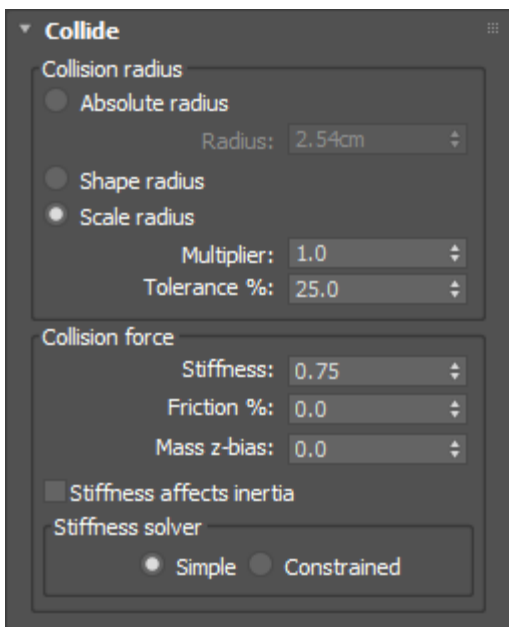 Collide
Collision radius
Absolute radius
Radius: 2.54cm
Shape radius
Scale radius
Multiplier: 1.0
Tolerance %: 25.0
Collision force
Stiffness: 0.75
Friction %: 0.0
Mass z-bias: 0.0
Stiffness affects inertia
Stiffness solver
Simple Constrained